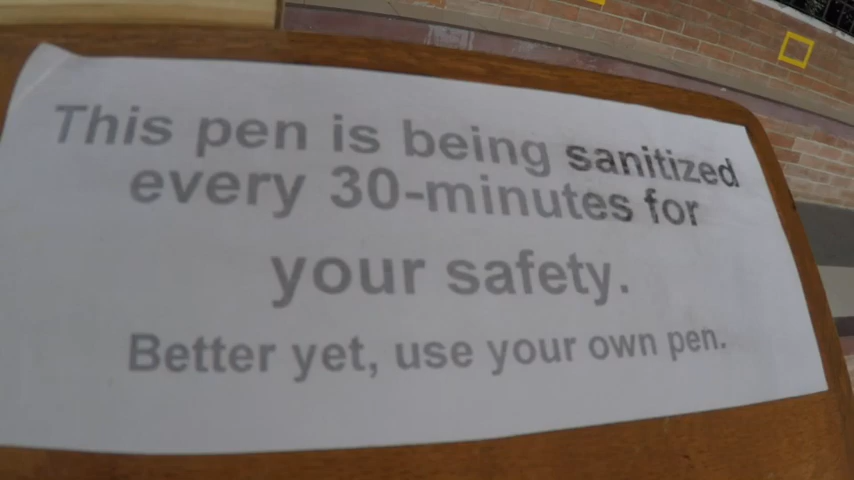 This pen is being sanitized
every 30-minutes for
your safety.
Better yet, use your own pen.